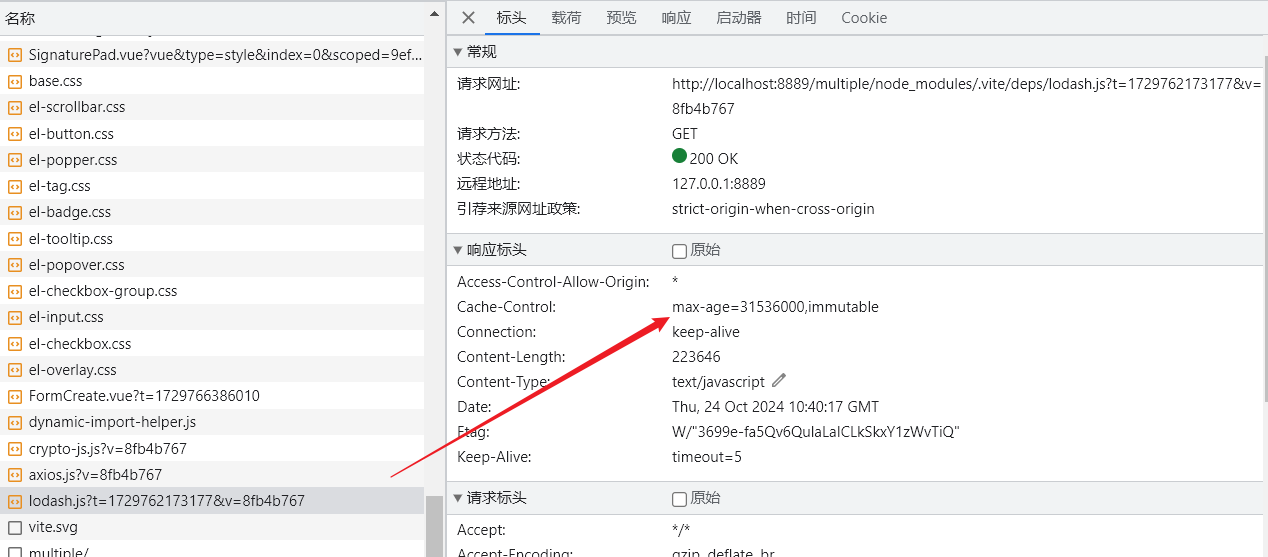 名称
SignaturePad.vue?vue&type=style&index=0&scoped=9ef...
base.css
el-scrollbar.css
el-button.css
el-popper.css
el-tag.css
el-badge.css
el-tooltip.css
el-popover.css
el-checkbox-group.css
el-input.css
el-checkbox.css
el-overlay.css
FormCreate.vue?t=1729766386010
dynamic-import-helper.js
crypto-js.js?v=8fb4b767
axios.js?v=8fb4b767
lodash.js?t=1729762173177&v=8fb4b767
vite.svg
multiple/
标头 载荷 预览 响应 启动器 时间 Cookie
常规
请求网址: http://localhost:8889/multiple/node_modules/.vite/deps/lodash.js?t=1729762173177&v=
8fb4b767
请求方法: GET
状态代码: 200 OK
远程地址: 127.0.0.1:8889
引荐来源网址政策: strict-origin-when-cross-origin
响应标头 原始
Access-Control-Allow-Origin: *
Cache-Control: max-age=31536000,immutable
Connection: keep-alive
Content-Length: 223646
Content-Type: text/javascript
Date: Thu, 24 Oct 2024 10:40:17 GMT
Etag: W/"3699e-fa5Qv6QulaLaICLkSkxY1zWvTiQ"
Keep-Alive: timeout=5
请求标头 原始
Accept: */*
Accept-Encoding: gzip, deflate, br